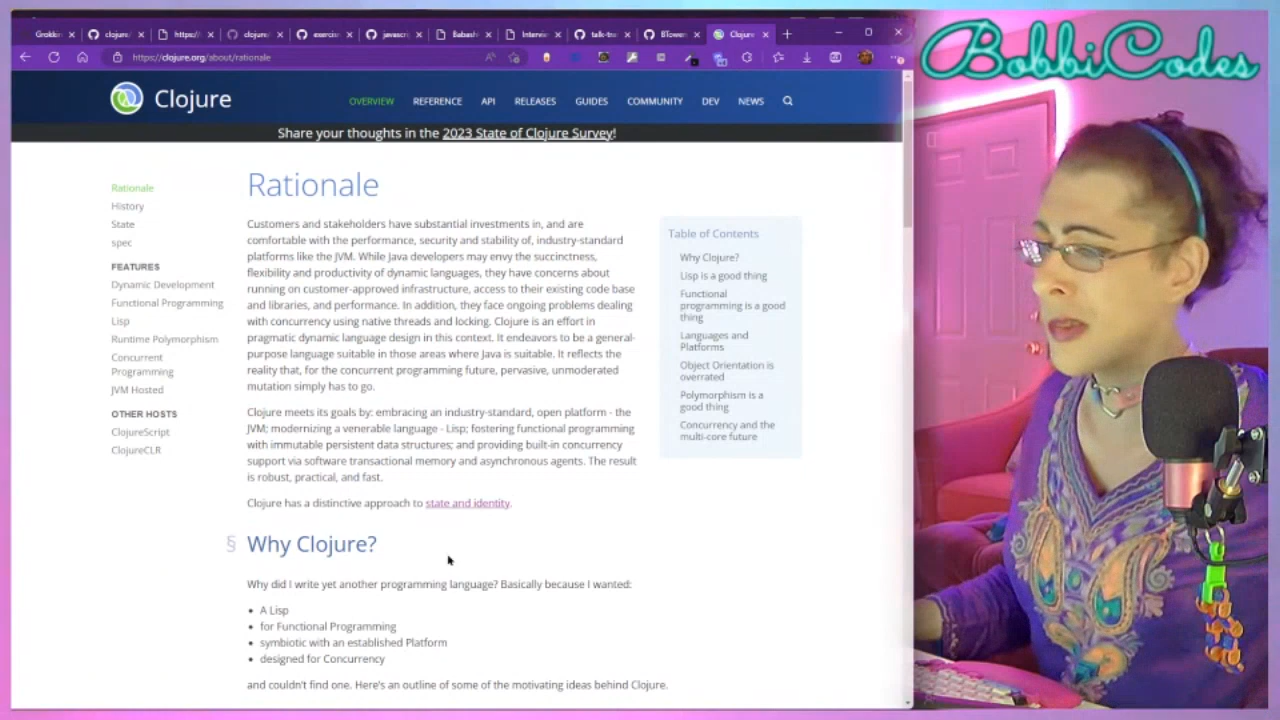 Grokkin
clojure/
https:/
clojure/
exercis
javascri
Babash
Intervie
talk-tra
BTowers
Clojure
https://clojure.org/about/rationale
BobbiCodes
Clojure
OVERVIEW
REFERENCE
API
RELEASES
GUIDES
COMMUNITY
DEV
NEWS
Share your thoughts in the 2023 State of Clojure Survey!
Rationale
History
State
spec
FEATURES
Dynamic Development
Functional Programming
Lisp
Runtime Polymorphism
Concurrent
Programming
JVM Hosted
OTHER HOSTS
ClojureScript
ClojureCLR
Rationale
Customers and stakeholders have substantial investments in, and are
comfortable with the performance, security and stability of, industry-standard
platforms like the JVM. While Java developers may envy the succinctness,
flexibility and productivity of dynamic languages, they have concerns about
running on customer-approved infrastructure, access to their existing code base
and libraries, and performance. In addition, they face ongoing problems dealing
with concurrency using native threads and locking. Clojure is an effort in
pragmatic dynamic language design in this context. It endeavors to be a general-
purpose language suitable in those areas where Java is suitable. It reflects the
reality that, for the concurrent programming future, pervasive, unmoderated
mutation simply has to go.
Clojure meets its goals by: embracing an industry-standard, open platform - the
JVM; modernizing a venerable language - Lisp; fostering functional programming
with immutable persistent data structures; and providing built-in concurrency
support via software transactional memory and asynchronous agents. The result
is robust, practical, and fast.
Clojure has a distinctive approach to state and identity.
§ Why Clojure?
Why did I write yet another programming language? Basically because I wanted:
• A Lisp
• for Functional Programming
• symbiotic with an established Platform
• designed for Concurrency
and couldn't find one. Here's an outline of some of the motivating ideas behind Clojure.
Table of Contents
Why Clojure?
Lisp is a good thing
Functional
programming is a good
thing
Languages and
Platforms
Object Orientation is
overrated
Polymorphism is a
good thing
Concurrency and the
multi-core future